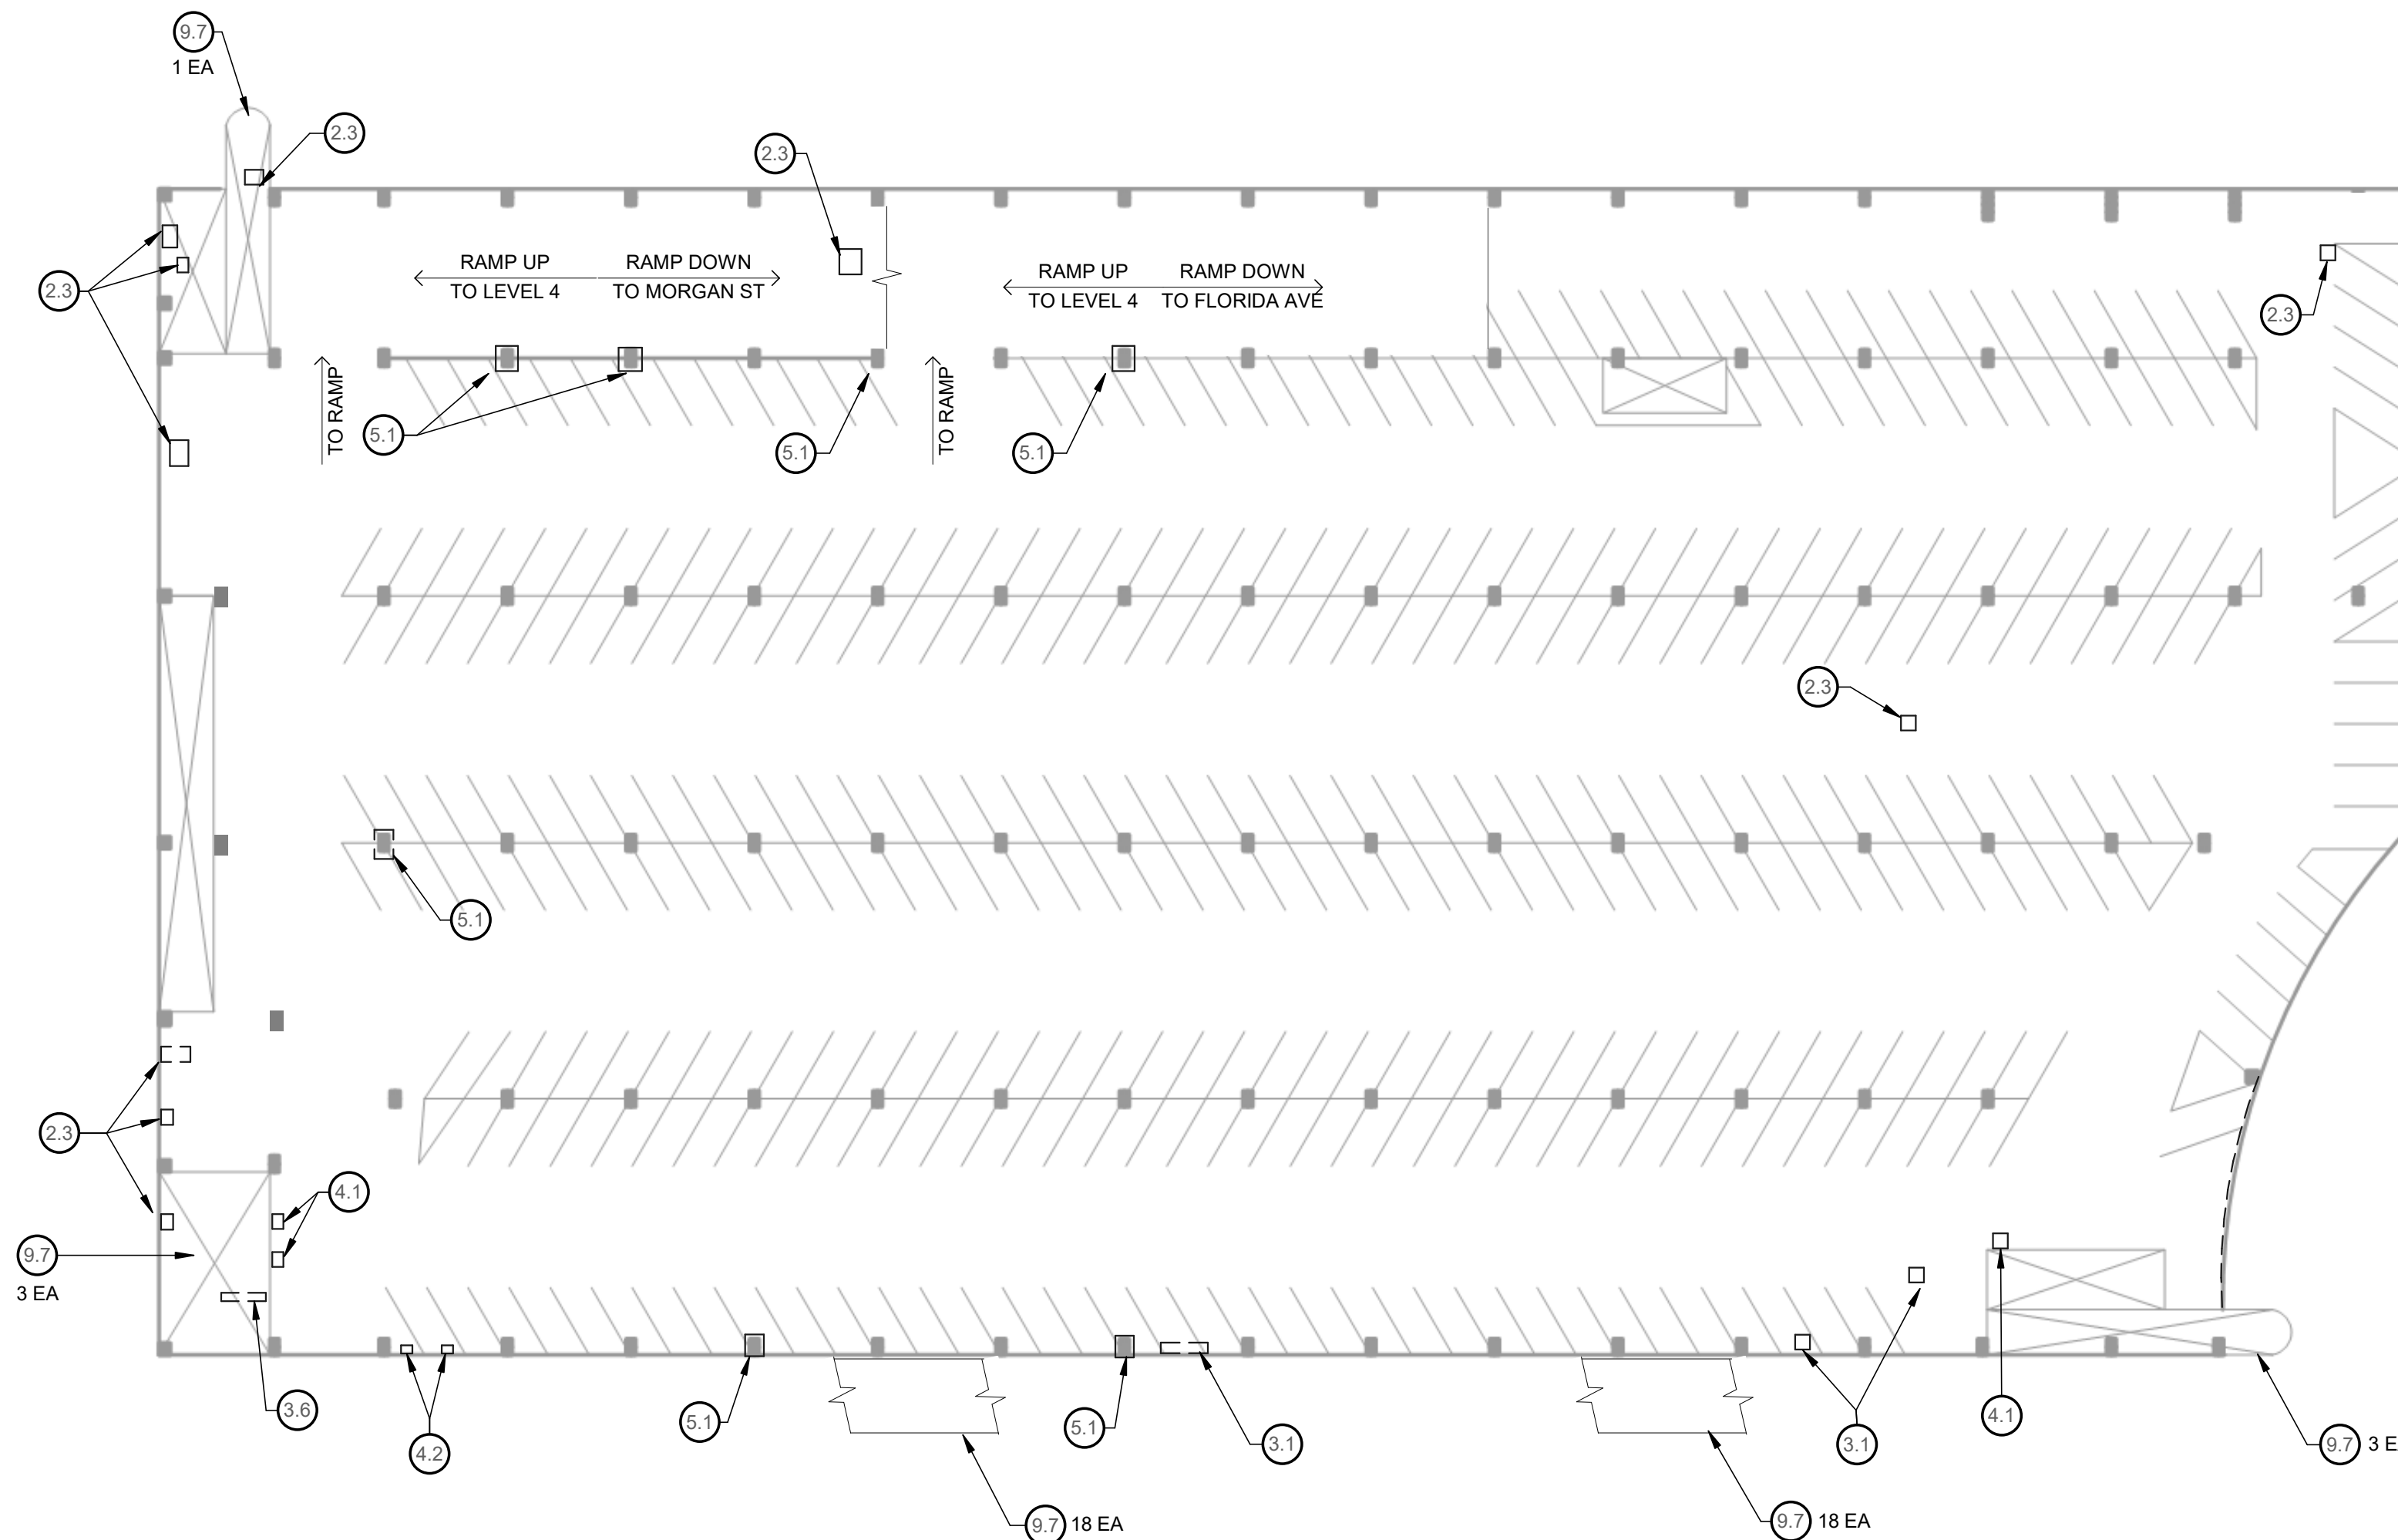 9.7
1 EA
2.3
2.3
2.3
RAMP UP
RAMP DOWN
TO LEVEL 4
TO MORGAN ST
RAMP UP
RAMP DOWN
TO LEVEL 4
TO FLORIDA AVE
2.3
TO RAMP
TO RAMP
5.1
5.1
5.1
2.3
5.1
2.3
4.1
9.7
3 EA
3.6
4.2
5.1
5.1
3.1
3.1
4.1
9.7 3 E
9.7 18 EA
9.7 18 EA